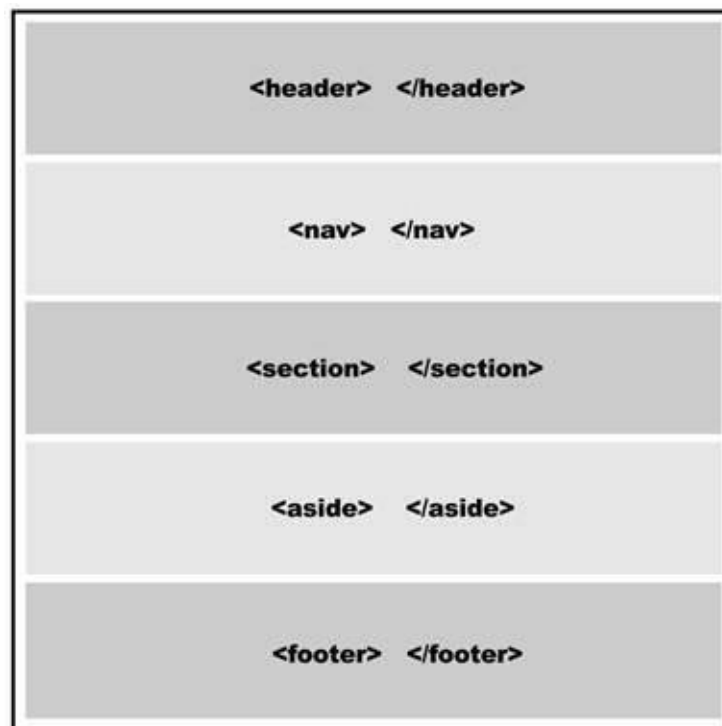 <header> </header>
<nav> </nav>
<section> </section>
<aside> </aside>
<footer> </footer>